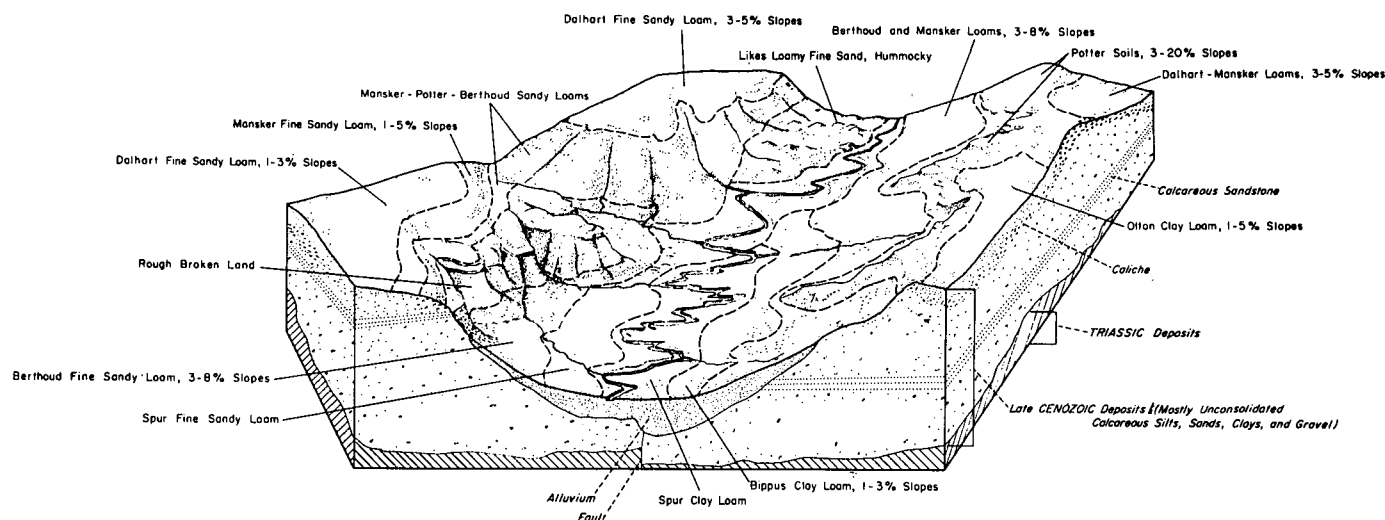 Dalhart Fine Sandy Loam, 3-5% Slopes
Berthoud and Mansker Loams, 3-8% Slopes
Likes Loamy Fine Sand, Hummocky
Potter Soils, 3-20% Slopes
Dalhart-Mansker Loams, 3-5% Slopes
Mansker-Potter-Berthoud Sandy Loams
Mansker Fine Sandy Loam, 1-5% Slopes
Dalhart Fine Sandy Loam, 1-3% Slopes
Calcareous Sandstone
Olton Clay Loam, 1-5% Slopes
Rough Broken Land
Caliche
TRIASSIC Deposits
Berthoud Fine Sandy Loam, 3-8% Slopes
Spur Fine Sandy Loam
Late CENOZOIC Deposits (Mostly Unconsolidated
Calcareous Silts, Sands, Clays, and Gravel)
Bippus Clay Loam, 1-3% Slopes
Alluvium
Spur Clay Loam
Fault